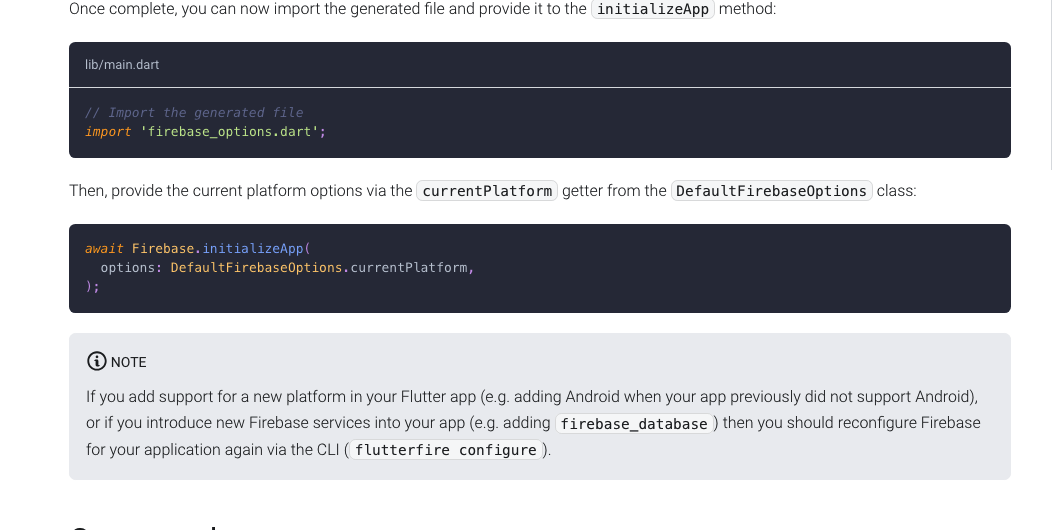 Once complete, you can now import the generated file and provide it to the initializeApp method:
lib/main.dart
// Import the generated file
import 'firebase_options.dart';
Then, provide the current platform options via the currentPlatform getter from the DefaultFirebaseOptions class:
await Firebase.initializeApp(
  options: DefaultFirebaseOptions.currentPlatform,
);
NOTE
If you add support for a new platform in your Flutter app (e.g. adding Android when your app previously did not support Android),
or if you introduce new Firebase services into your app (e.g. adding firebase_database) then you should reconfigure Firebase
for your application again via the CLI (flutterfire configure).